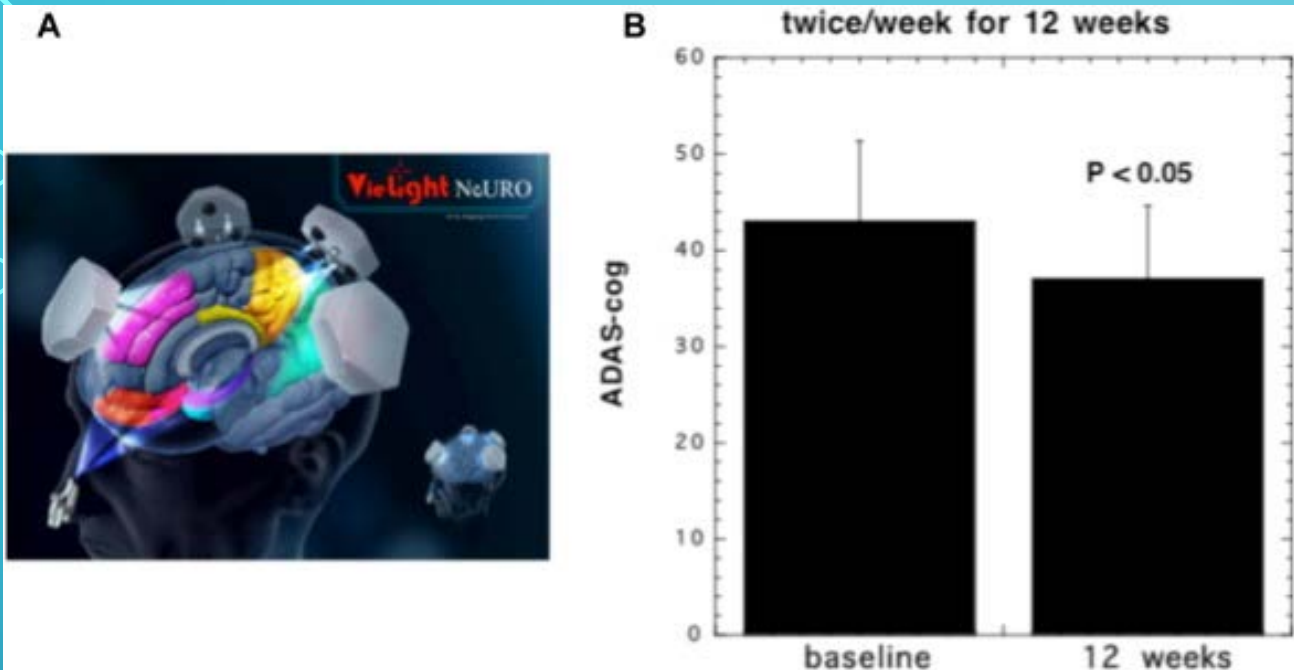 A
VieLight NeURO
B
twice/week for 12 weeks
60
50
40
30
20
10
0
ADAS-cog
P < 0.05
baseline
12 weeks